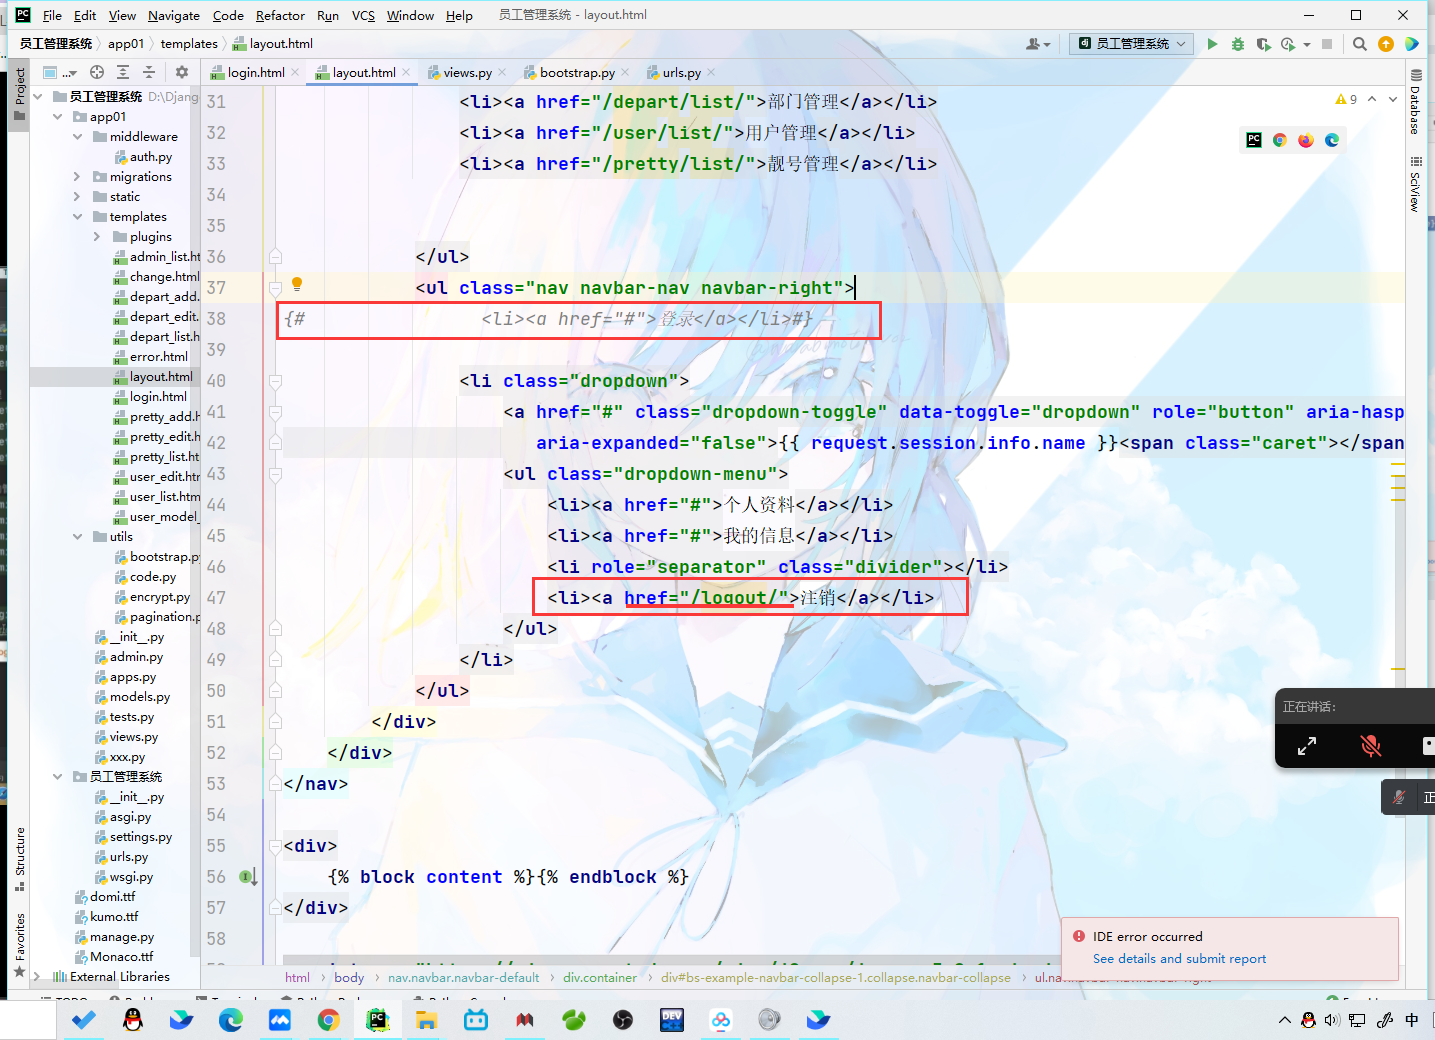 File Edit View Navigate Code Refactor Run VCS Window Help 员工管理系统 - layout.html
员工管理系统 app01 templates layout.html
员工管理系统
login.html layout.html views.py bootstrap.py urls.py
Project
员工管理系统 D:\Djang
app01
middleware
auth.py
migrations
static
templates
plugins
admin_list.ht
change.html
depart_add.
depart_edit.
depart_list.h
error.html
layout.html
login.html
pretty_add.h
pretty_edit.h
pretty_list.ht
user_edit.htr
user_list.htm
user_model_
utils
bootstrap.py
code.py
encrypt.py
pagination.p
__init__.py
admin.py
apps.py
models.py
tests.py
views.py
xxx.py
员工管理系统
__init__.py
asgi.py
settings.py
urls.py
wsgi.py
domi.ttf
kumo.ttf
manage.py
Monaco.ttf
External Libraries
Structure
Favorites
31 <li><a href="/depart/list/">部门管理</a></li>
32 <li><a href="/user/list/">用户管理</a></li>
33 <li><a href="/pretty/list/">靓号管理</a></li>
34
35
36 </ul>
37 <ul class="nav navbar-nav navbar-right">
38 {# <li><a href="#">登录</a></li>#}
39
40 <li class="dropdown">
41 <a href="#" class="dropdown-toggle" data-toggle="dropdown" role="button" aria-hasp
42 aria-expanded="false">{{ request.session.info.name }}<span class="caret"></span
43 <ul class="dropdown-menu">
44 <li><a href="#">个人资料</a></li>
45 <li><a href="#">我的信息</a></li>
46 <li role="separator" class="divider"></li>
47 <li><a href="/logout/">注销</a></li>
48 </ul>
49 </li>
50 </ul>
51 </div>
52 </div>
53 </nav>
54
55 <div>
56 {% block content %}{% endblock %}
57 </div>
58
9
Database
SciView
正在讲话:
正
IDE error occurred
See details and submit report
html body nav.navbar.navbar-default div.container div#bs-example-navbar-collapse-1.collapse.navbar-collapse
中